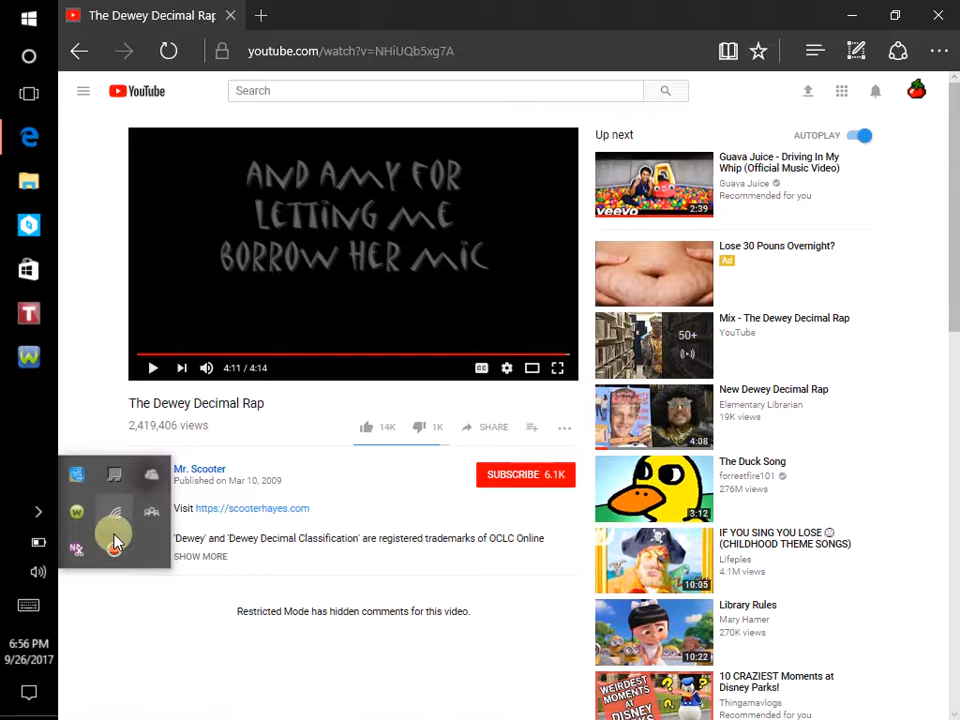 The Dewey Decimal Rap
youtube.com/watch?v=NHiUQb5xg7A
YouTube
Search
AND AMY FOR
LETTING ME
BORROW HER MIC
4:11 / 4:14
CC
The Dewey Decimal Rap
2,419,406 views
14K
1K
SHARE
Mr. Scooter
Published on Mar 10, 2009
SUBSCRIBE 6.1K
Visit https://scooterhayes.com
'Dewey' and 'Dewey Decimal Classification' are registered trademarks of OCLC Online
SHOW MORE
Restricted Mode has hidden comments for this video.
Up next
AUTOPLAY
vevo
2:39
Guava Juice - Driving In My
Whip (Official Music Video)
Guava Juice
Recommended for you
Lose 30 Pouns Overnight?
Ad
50+
Mix - The Dewey Decimal Rap
YouTube
4:08
New Dewey Decimal Rap
Elementary Librarian
19K views
3:12
The Duck Song
forrestfire101
276M views
10:05
IF YOU SING YOU LOSE
(CHILDHOOD THEME SONGS)
Lifeples
4.1M views
10:22
Library Rules
Mary Hamer
270K views
WEIRDEST
MOMENTS
AT DISNEY
10 CRAZIEST Moments at
Disney Parks!
Thingamavlogs
Recommended for you
6:56 PM
9/26/2017